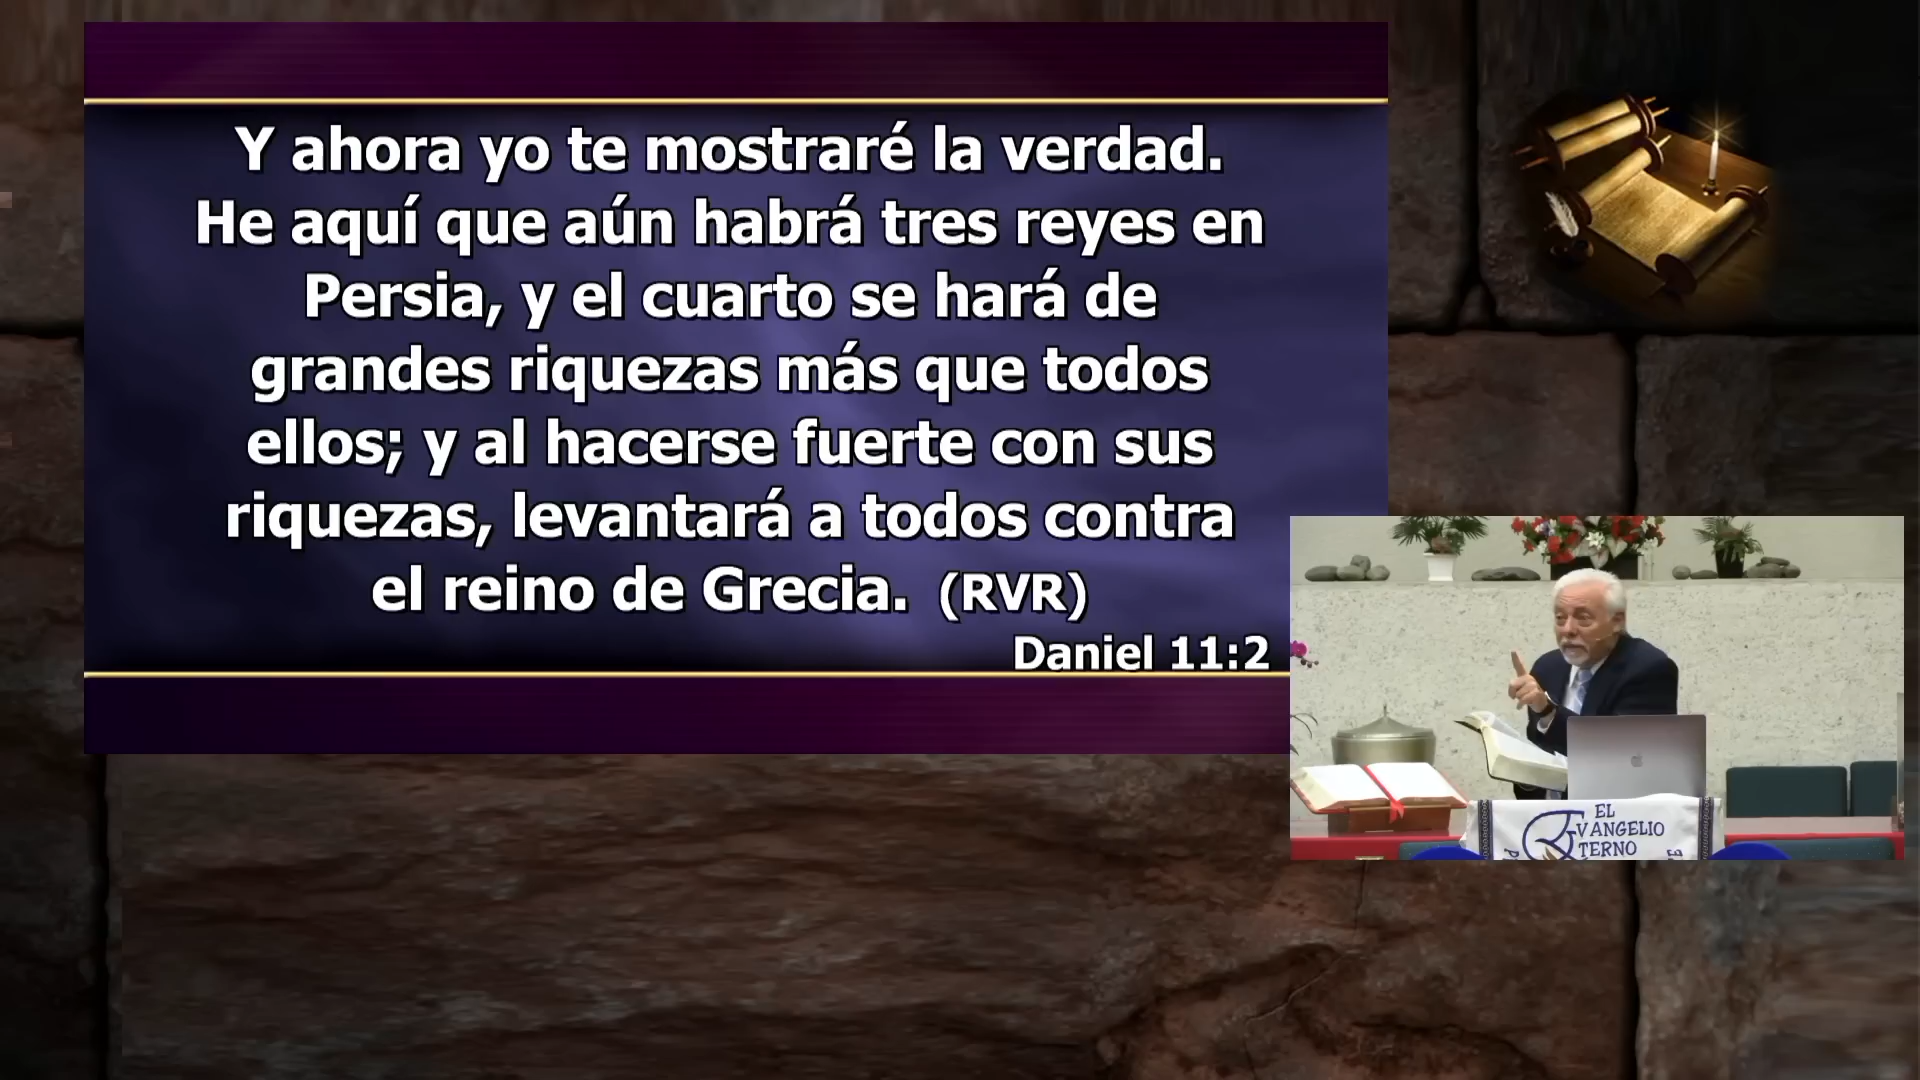 Y ahora yo te mostraré la verdad.
He aquí que aún habrá tres reyes en
Persia, y el cuarto se hará de
grandes riquezas más que todos
ellos; y al hacerse fuerte con sus
riquezas, levantará a todos contra
el reino de Grecia. (RVR)
Daniel 11:2
EL
EVANGELIO
ETERNO